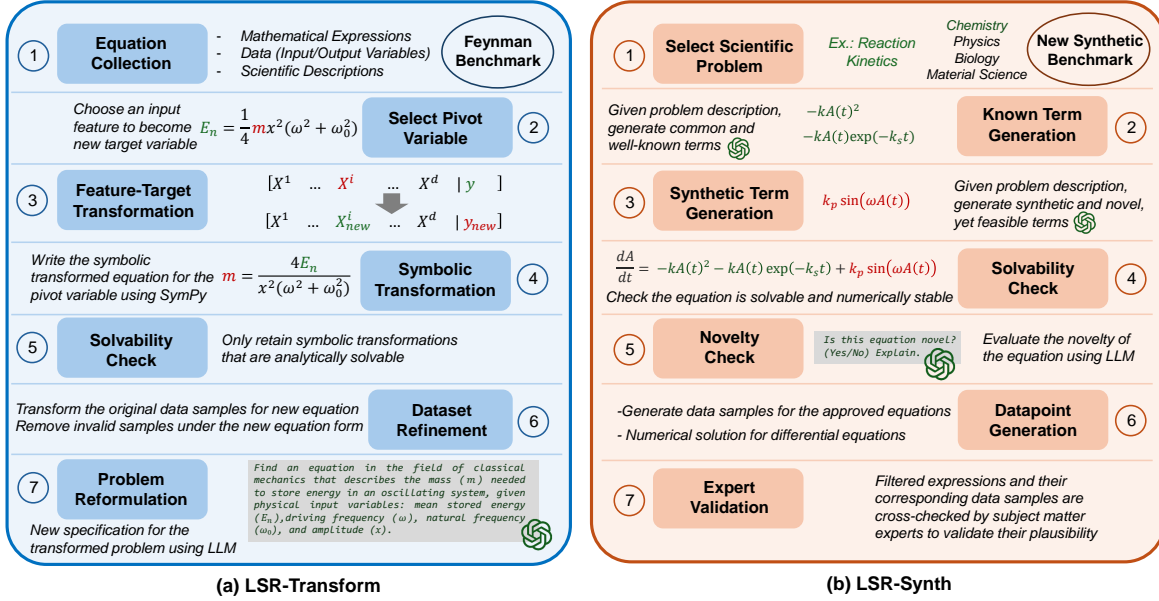 1
Equation
Collection
- Mathematical Expressions
- Data (Input/Output Variables)
- Scientific Descriptions
Feynman
Benchmark
Choose an input
feature to become
new target variable
E_n = \frac{1}{4} m x^2 (ω^2 + ω_0^2)
Select Pivot
Variable
2
3
Feature-Target
Transformation
[X^1 ... X^i ... X^d | y ]
[X^1 ... X^i_{new} ... X^d | y_{new}]
Write the symbolic
transformed equation for the
pivot variable using SymPy
m = \frac{4E_n}{x^2(ω^2 + ω_0^2)}
Symbolic
Transformation
4
5
Solvability
Check
Only retain symbolic transformations
that are analytically solvable
Transform the original data samples for new equation
Remove invalid samples under the new equation form
Dataset
Refinement
6
7
Problem
Reformulation
New specification for the
transformed problem using LLM
Find an equation in the field of classical
mechanics that describes the mass (m) needed
to store energy in an oscillating system, given
physical input variables: mean stored energy
(E_n),driving frequency (ω), natural frequency
(ω_0), and amplitude (x).
(a) LSR-Transform
1
Select Scientific
Problem
Ex.: Reaction
Kinetics
Chemistry
Physics
Biology
Material Science
New Synthetic
Benchmark
Given problem description,
generate common and
well-known terms
-kA(t)^2
-kA(t)exp(-k_s t)
Known Term
Generation
2
3
Synthetic Term
Generation
k_p sin(ωA(t))
Given problem description,
generate synthetic and novel,
yet feasible terms
\frac{dA}{dt} = -kA(t)^2 - kA(t) exp(-k_s t) + k_p sin(ωA(t))
Check the equation is solvable and numerically stable
Solvability
Check
4
5
Novelty
Check
Is this equation novel?
(Yes/No) Explain.
Evaluate the novelty of
the equation using LLM
-Generate data samples for the approved equations
- Numerical solution for differential equations
Datapoint
Generation
6
7
Expert
Validation
Filtered expressions and their
corresponding data samples are
cross-checked by subject matter
experts to validate their plausibility
(b) LSR-Synth